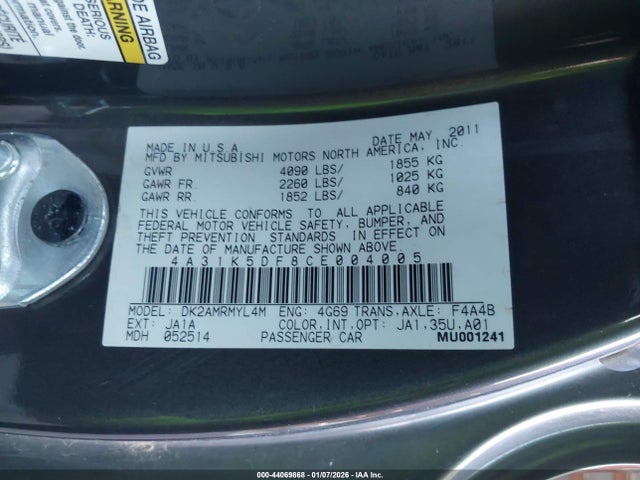 SERIOUS
DEATH:
against the door.
WARNING
DE AIRBAG
MADE IN U.S.A. DATE MAY, 2011
MFD BY MITSUBISHI MOTORS NORTH AMERICA, INC.
GVWR 4090 LBS/ 1855 KG
GAWR FR. 2260 LBS/ 1025 KG
GAWR RR. 1852 LBS/ 840 KG
THIS VEHICLE CONFORMS TO ALL APPLICABLE
FEDERAL MOTOR VEHICLE SAFETY, BUMPER, AND
THEFT PREVENTION STANDARDS IN EFFECT ON
THE DATE OF MANUFACTURE SHOWN ABOVE.
4A31K5DF8CE004005
MODEL: DK2AMRMYL4M ENG: 4G69 TRANS,AXLE: F4A4B
EXT: JA1A COLOR,INT,OPT: JA1,35U,A01
MDH 052514 PASSENGER CAR MU001241
000-44069868 - 01/07/2026 - IAA Inc.